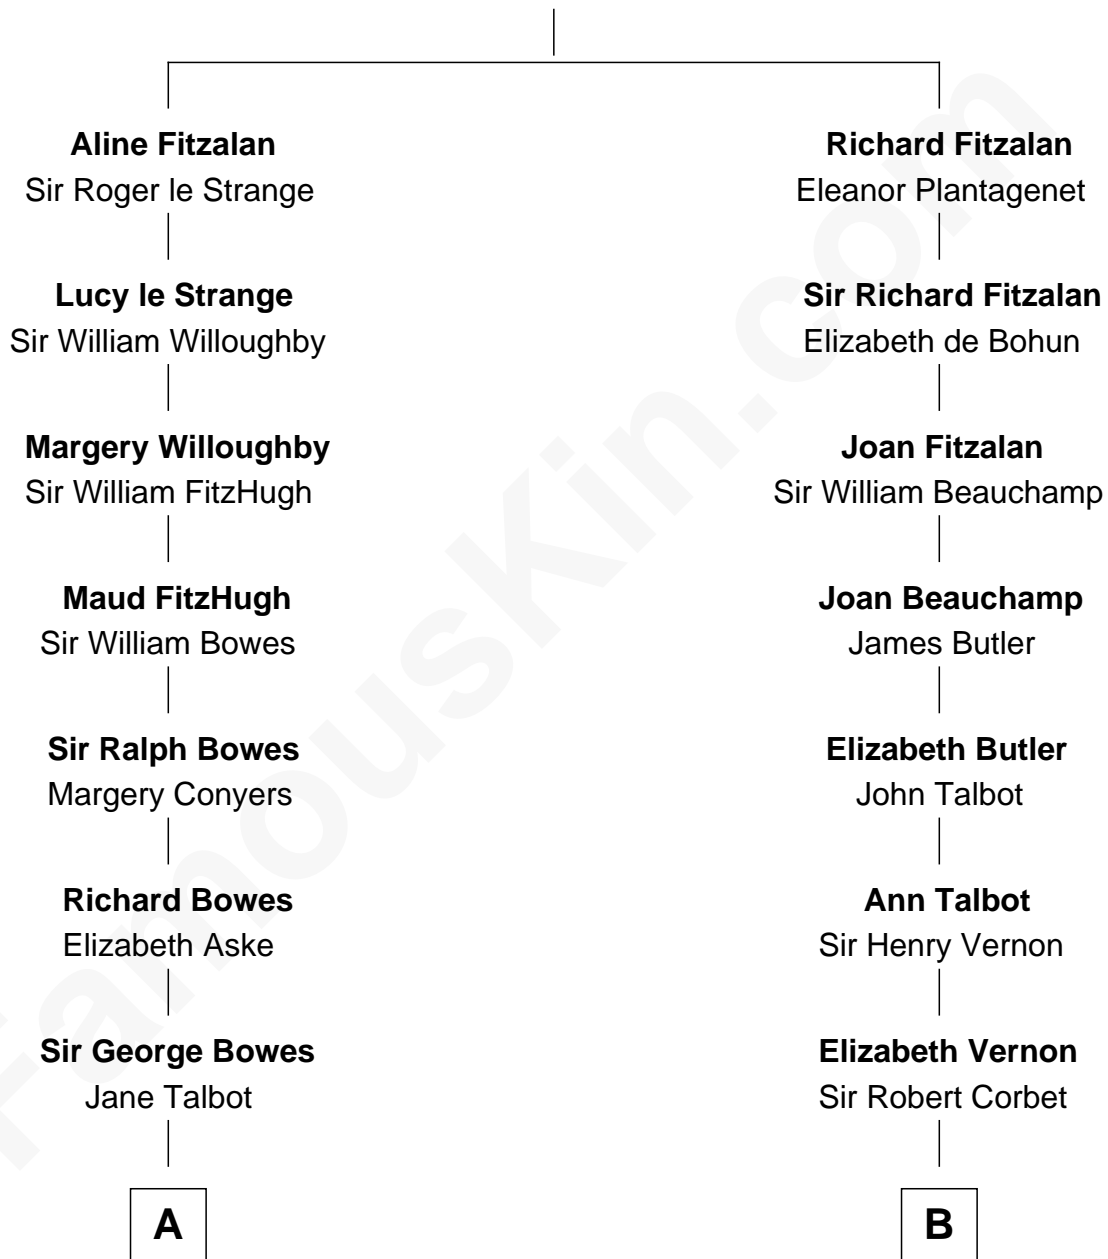 Aline Fitzalan
Sir Roger le Strange
Lucy le Strange
Sir William Willoughby
Margery Willoughby
Sir William FitzHugh
Maud FitzHugh
Sir William Bowes
Sir Ralph Bowes
Margery Conyers
Richard Bowes
Elizabeth Aske
Sir George Bowes
Jane Talbot
A
Richard Fitzalan
Eleanor Plantagenet
Sir Richard Fitzalan
Elizabeth de Bohun
Joan Fitzalan
Sir William Beauchamp
Joan Beauchamp
James Butler
Elizabeth Butler
John Talbot
Ann Talbot
Sir Henry Vernon
Elizabeth Vernon
Sir Robert Corbet
B
FamousKin.com